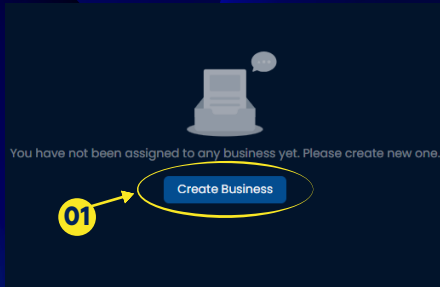 You have not been assigned to any business yet. Please create new one.
Create Business
01